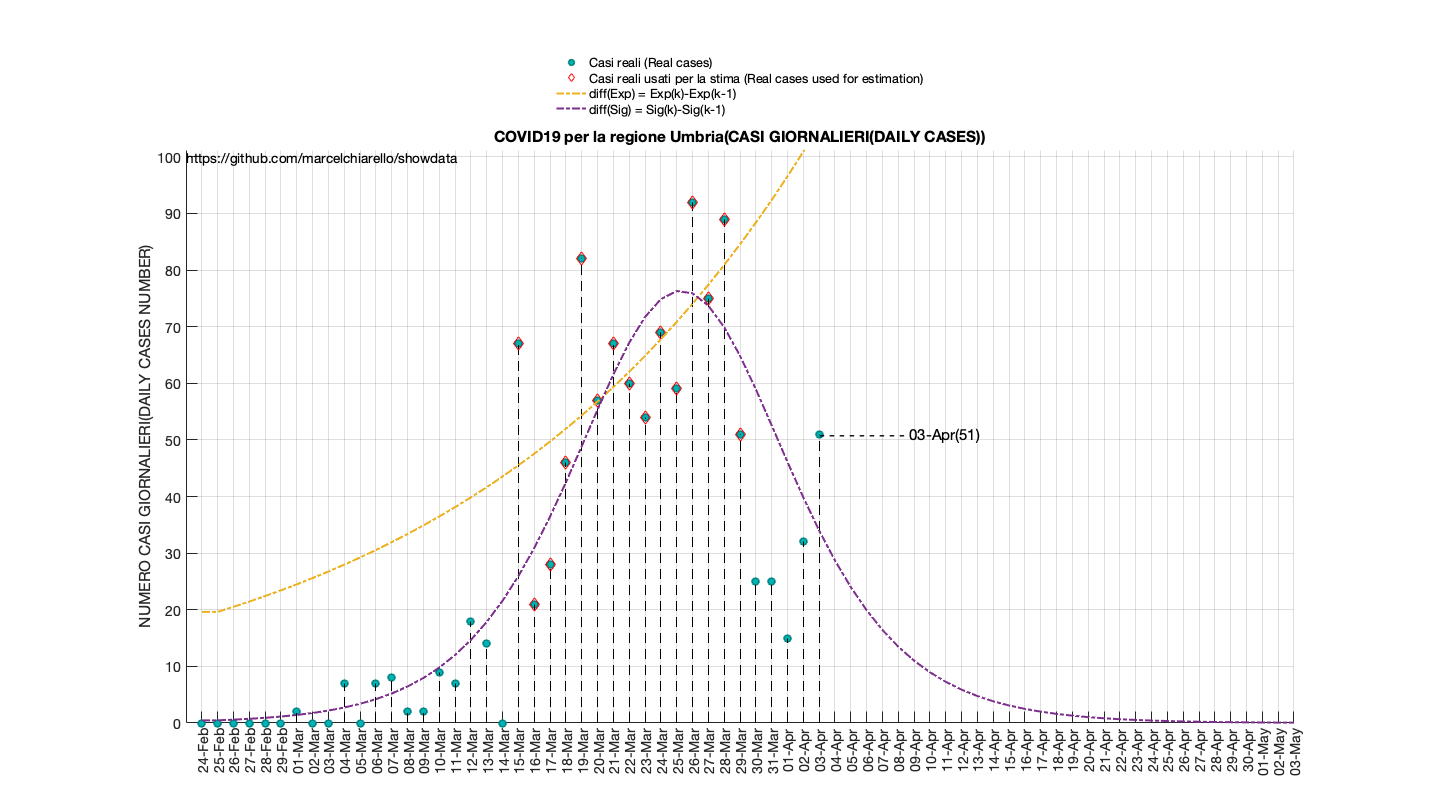 Casi reali (Real cases)
Casi reali usati per la stima (Real cases used for estimation)
diff(Exp) = Exp(k)-Exp(k-1)
diff(Sig) = Sig(k)-Sig(k-1)
COVID19 per la regione Umbria(CASI GIORNALIERI(DAILY CASES))
https://github.com/marcelchiarello/showdata
NUMERO CASI GIORNALIERI(DAILY CASES NUMBER)
100
90
80
70
60
50
40
30
20
10
0
03-Apr(51)
24-Feb
25-Feb
26-Feb
27-Feb
28-Feb
29-Feb
01-Mar
02-Mar
03-Mar
04-Mar
05-Mar
06-Mar
07-Mar
08-Mar
09-Mar
10-Mar
11-Mar
12-Mar
13-Mar
14-Mar
15-Mar
16-Mar
17-Mar
18-Mar
19-Mar
20-Mar
21-Mar
22-Mar
23-Mar
24-Mar
25-Mar
26-Mar
27-Mar
28-Mar
29-Mar
30-Mar
31-Mar
01-Apr
02-Apr
03-Apr
04-Apr
05-Apr
06-Apr
07-Apr
08-Apr
09-Apr
10-Apr
11-Apr
12-Apr
13-Apr
14-Apr
15-Apr
16-Apr
17-Apr
18-Apr
19-Apr
20-Apr
21-Apr
22-Apr
23-Apr
24-Apr
25-Apr
26-Apr
27-Apr
28-Apr
29-Apr
30-Apr
01-May
02-May
03-May